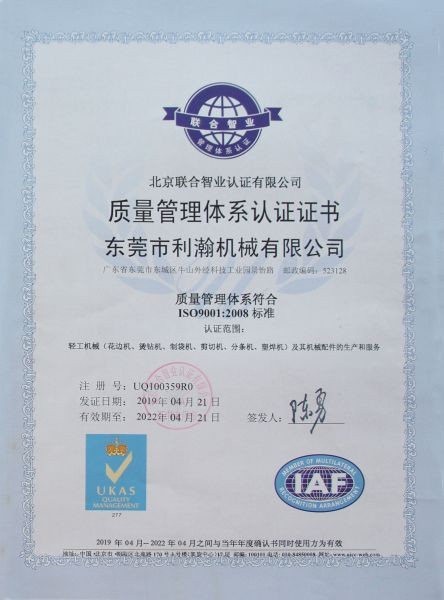 联合智业
管理体系认证
北京联合智业认证有限公司
质量管理体系认证证书
东莞市利瀚机械有限公司
广东省东莞市东城区牛山外经科技工业园景怡路 邮政编码：523128
质量管理体系符合
ISO9001:2008 标准
认证范围：
轻工机械（花边机、烫钻机、制袋机、剪切机、分条机、塑焊机）及其机械配件的生产和服务
注 册 号：UQ100359R0
发证日期：2019 年 04 月 21 日
有效期至：2022 年 04 月 21 日
签发人：陈勇
UKAS
QUALITY
MANAGEMENT
277
MEMBER OF MULTILATERAL
IAF
RECOGNITION ARRANGEMENT
2019 年 04 月—2022 年 04 月之间与当年年度确认书同时使用方为有效